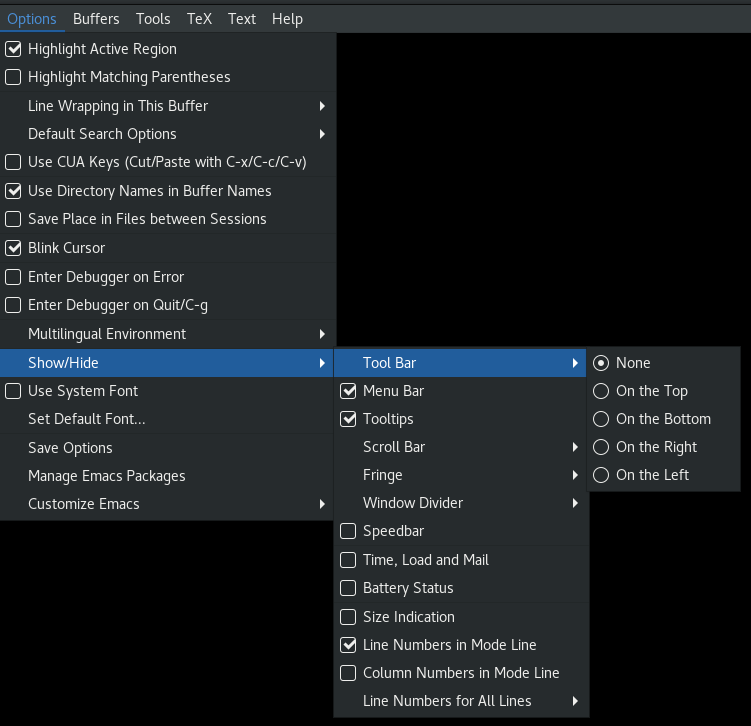 Options Buffers Tools TeX Text Help
Highlight Active Region
Highlight Matching Parentheses
Line Wrapping in This Buffer
Default Search Options
Use CUA Keys (Cut/Paste with C-x/C-c/C-v)
Use Directory Names in Buffer Names
Save Place in Files between Sessions
Blink Cursor
Enter Debugger on Error
Enter Debugger on Quit/C-g
Multilingual Environment
Show/Hide
Use System Font
Set Default Font...
Save Options
Manage Emacs Packages
Customize Emacs
Tool Bar
Menu Bar
Tooltips
Scroll Bar
Fringe
Window Divider
Speedbar
Time, Load and Mail
Battery Status
Size Indication
Line Numbers in Mode Line
Column Numbers in Mode Line
Line Numbers for All Lines
None
On the Top
On the Bottom
On the Right
On the Left